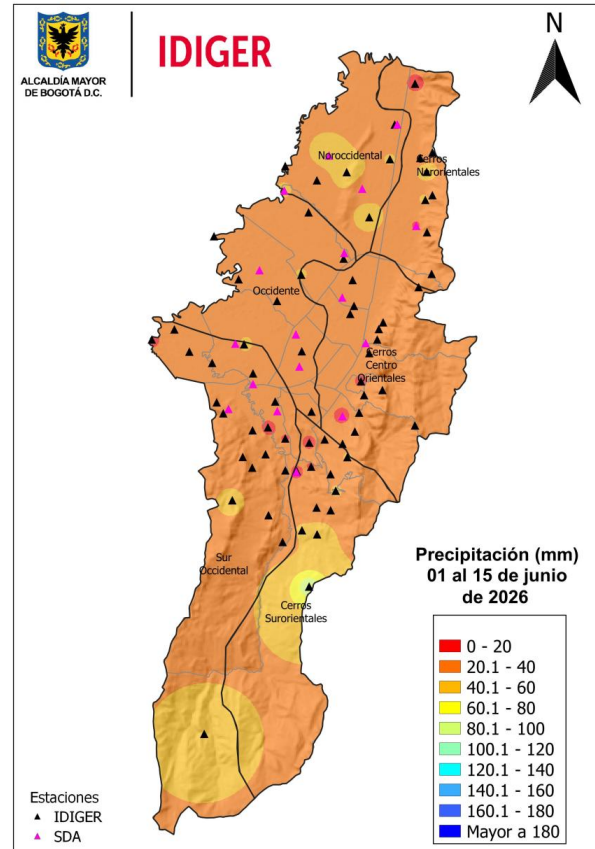 ALCALDÍA MAYOR
DE BOGOTÁ D.C.
IDIGER
N
Noroccidental
Cerros
Nororientales
Occidente
Cerros
Centro
Orientales
Sur
Occidental
Cerros
Surorientales
Precipitación (mm)
01 al 15 de junio
de 2026
0 - 20
20.1 - 40
40.1 - 60
60.1 - 80
80.1 - 100
100.1 - 120
120.1 - 140
140.1 - 160
160.1 - 180
Mayor a 180
Estaciones
IDIGER
SDA